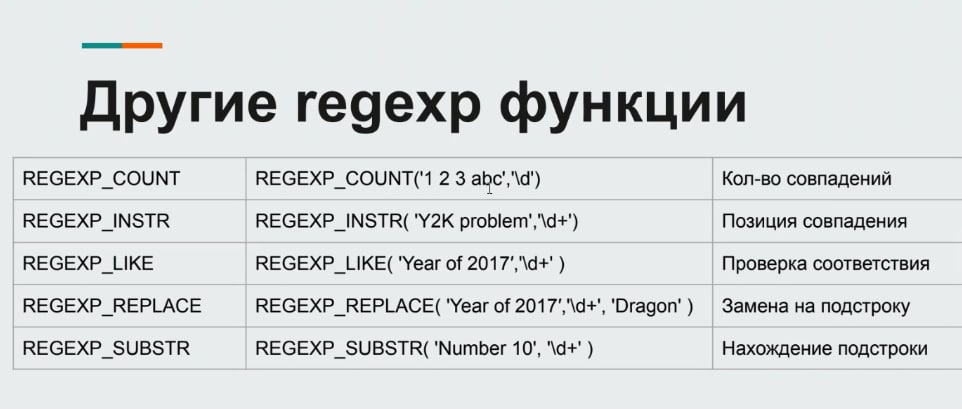 Другие regexp функции
REGEXP_COUNT REGEXP_COUNT('1 2 3 abc','\d') Кол-во совпадений
REGEXP_INSTR REGEXP_INSTR( 'Y2K problem','\d+') Позиция совпадения
REGEXP_LIKE REGEXP_LIKE( 'Year of 2017′,'\d+' ) Проверка соответствия
REGEXP_REPLACE REGEXP_REPLACE( 'Year of 2017′,'\d+', 'Dragon' ) Замена на подстроку
REGEXP_SUBSTR REGEXP_SUBSTR( 'Number 10', '\d+' ) Нахождение подстроки